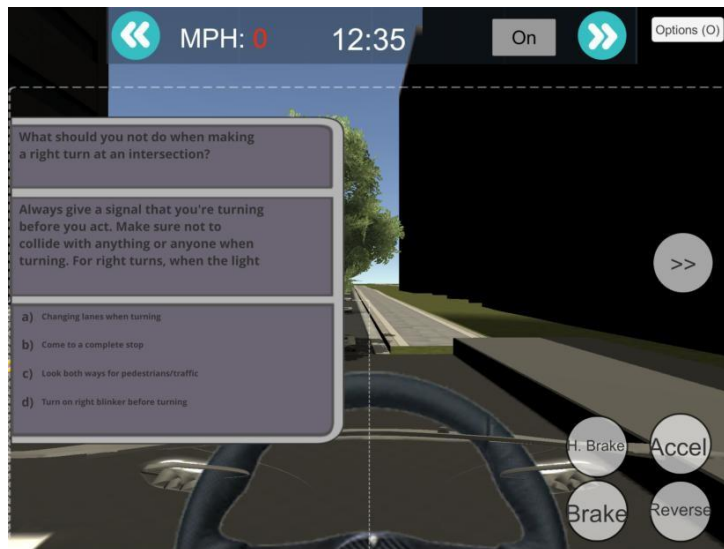 MPH: 0
12:35
On
Options (O)
What should you not do when making
a right turn at an intersection?
Always give a signal that you're turning
before you act. Make sure not to
collide with anything or anyone when
turning. For right turns, when the light
a) Changing lanes when turning
b) Come to a complete stop
c) Look both ways for pedestrians/traffic
d) Turn on right blinker before turning
>>
H. Brake
Accel
Brake
Reverse